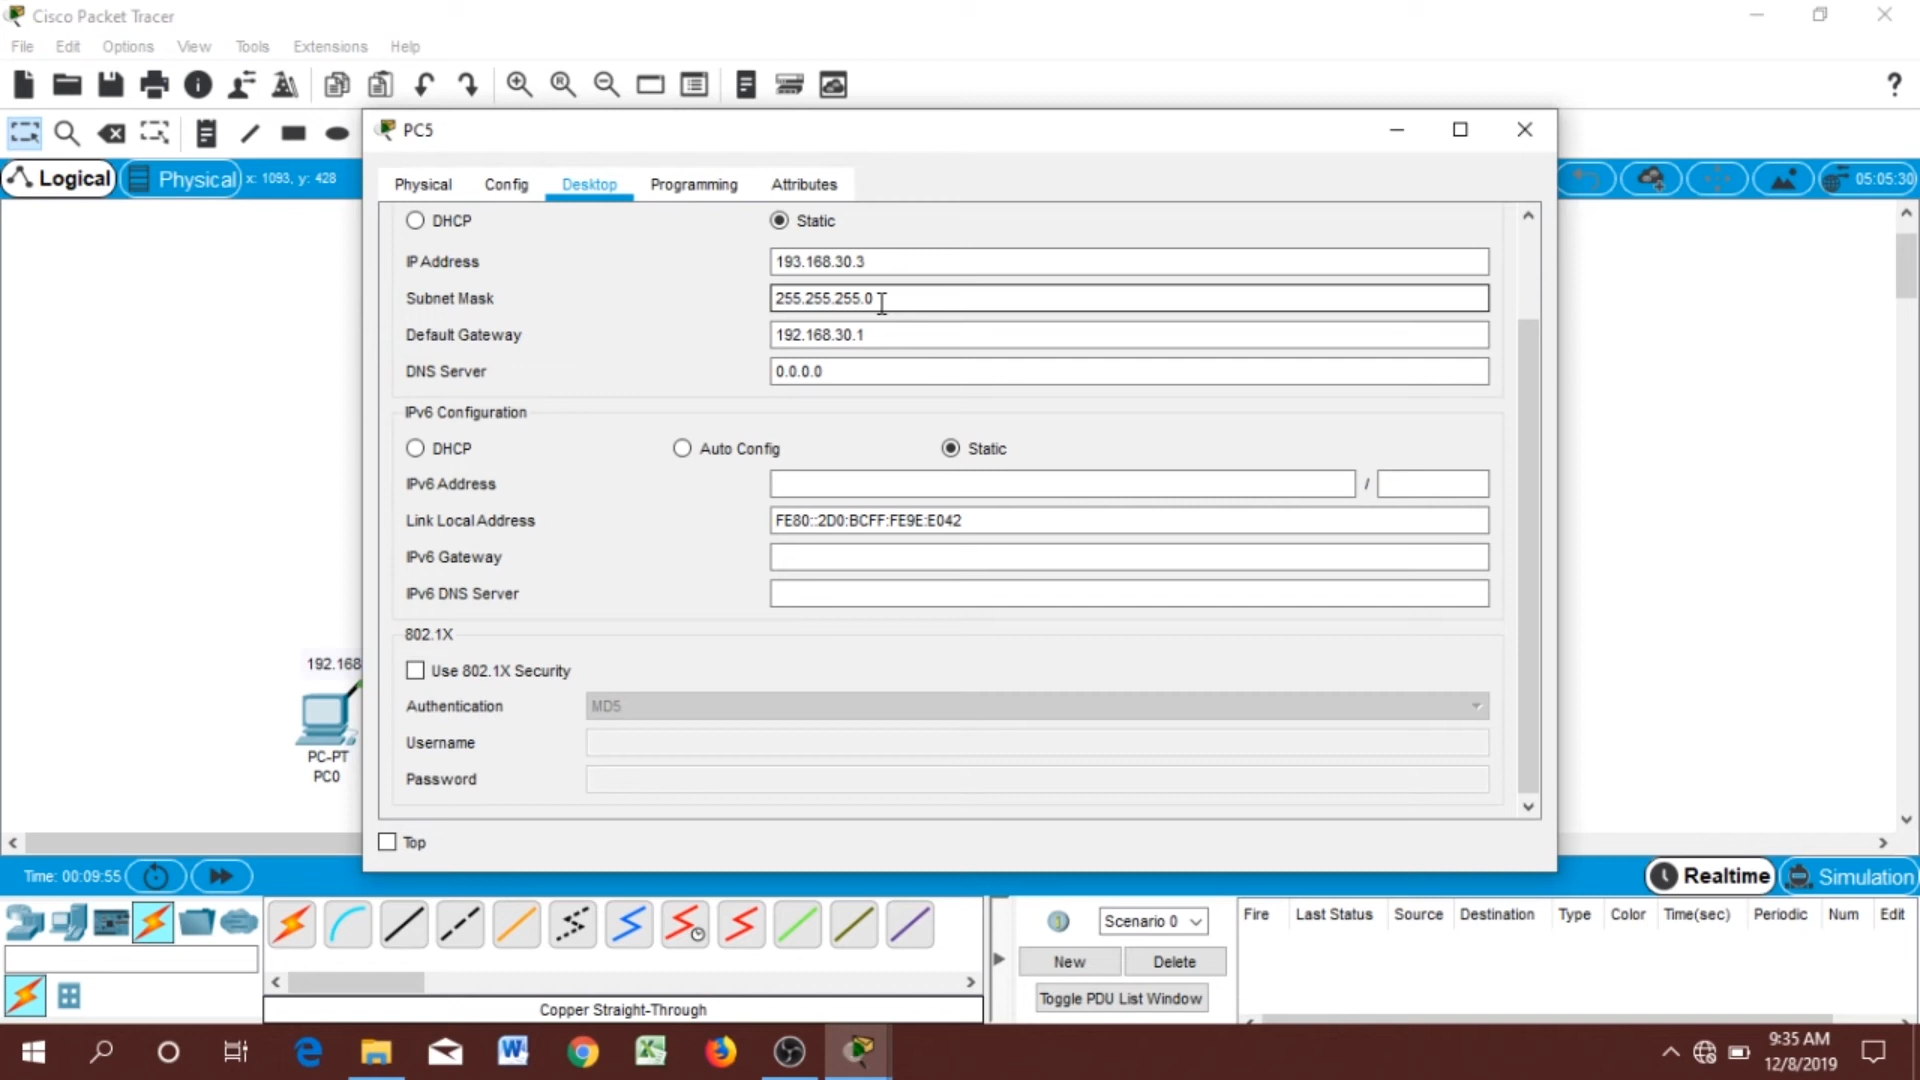 Cisco Packet Tracer
File Edit Options View Tools Extensions Help
?
PC5
Logical Physical x: 1093, y: 428 05:05:30
Physical Config Desktop Programming Attributes
DHCP Static
IP Address 193.168.30.3
Subnet Mask 255.255.255.0
Default Gateway 192.168.30.1
DNS Server 0.0.0.0
IPv6 Configuration
DHCP Auto Config Static
IPv6 Address /
Link Local Address FE80::2D0:BCFF:FE9E:E042
IPv6 Gateway
IPv6 DNS Server
802.1X
Use 802.1X Security
Authentication MD5
Username
Password
192.168
PC-PT
PC0
Top
Time: 00:09:55 Realtime Simulation
Scenario 0 Fire Last Status Source Destination Type Color Time(sec) Periodic Num Edit
New Delete
Toggle PDU List Window
Copper Straight-Through
9:35 AM
12/8/2019